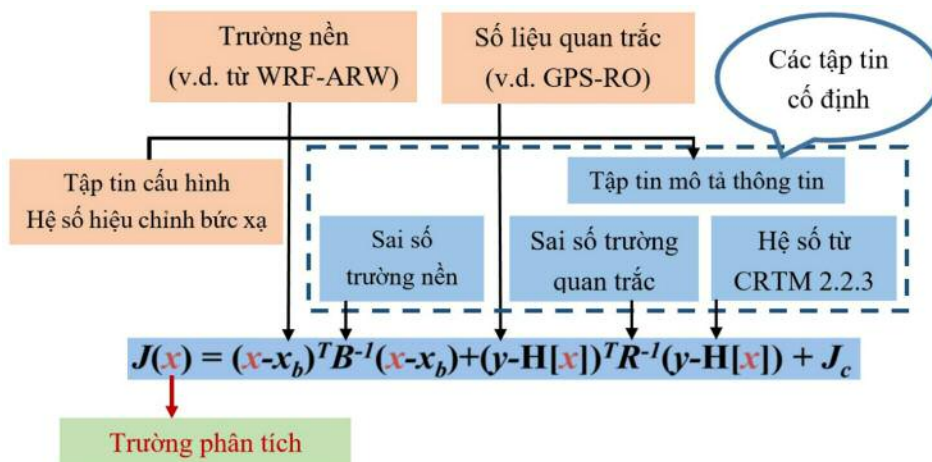 Trường nền
(v.d. từ WRF-ARW)
Số liệu quan trắc
(v.d. GPS-RO)
Các tập tin
cố định
Tập tin cấu hình
Hệ số hiệu chỉnh bức xạ
Tập tin mô tả thông tin
Sai số
trường nền
Sai số trường
quan trắc
Hệ số từ
CRTM 2.2.3
J(x) = (x-x_b)^T B^-1 (x-x_b)+(y-H[x])^T R^-1 (y-H[x]) + J_c
Trường phân tích